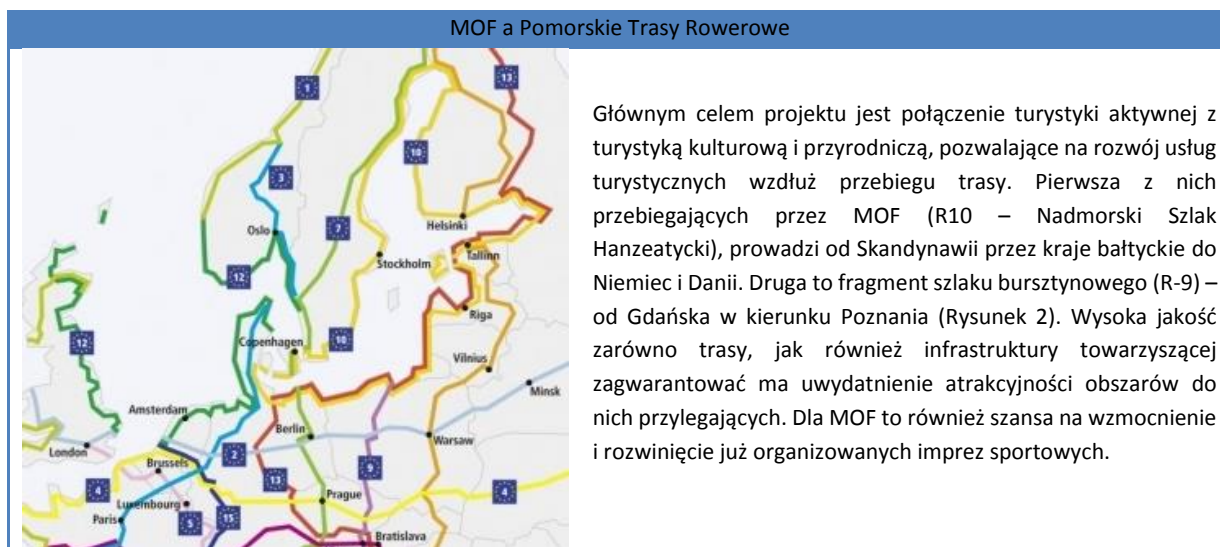 MOF a Pomorskie Trasy Rowerowe
1
13
10
3
7
Helsinki
Oslo
Tallinn
Stockholm
12
Riga
12
10
Copenhagen
Vilnius
Minsk
Amsterdam
Berlin
Warsaw
London
2
Brussels
9
13
4
4
Prague
Luxembourg
15
5
Paris
Bratislava
Głównym celem projektu jest połączenie turystyki aktywnej z
turystyką kulturową i przyrodniczą, pozwalające na rozwój usług
turystycznych wzdłuż przebiegu trasy. Pierwsza z nich
przebiegających przez MOF (R10 – Nadmorski Szlak
Hanzeatycki), prowadzi od Skandynawii przez kraje bałtyckie do
Niemiec i Danii. Druga to fragment szlaku bursztynowego (R-9) –
od Gdańska w kierunku Poznania (Rysunek 2). Wysoka jakość
zarówno trasy, jak również infrastruktury towarzyszącej
zagwarantować ma uwydatnienie atrakcyjności obszarów do
nich przylegających. Dla MOF to również szansa na wzmocnienie
i rozwinięcie już organizowanych imprez sportowych.